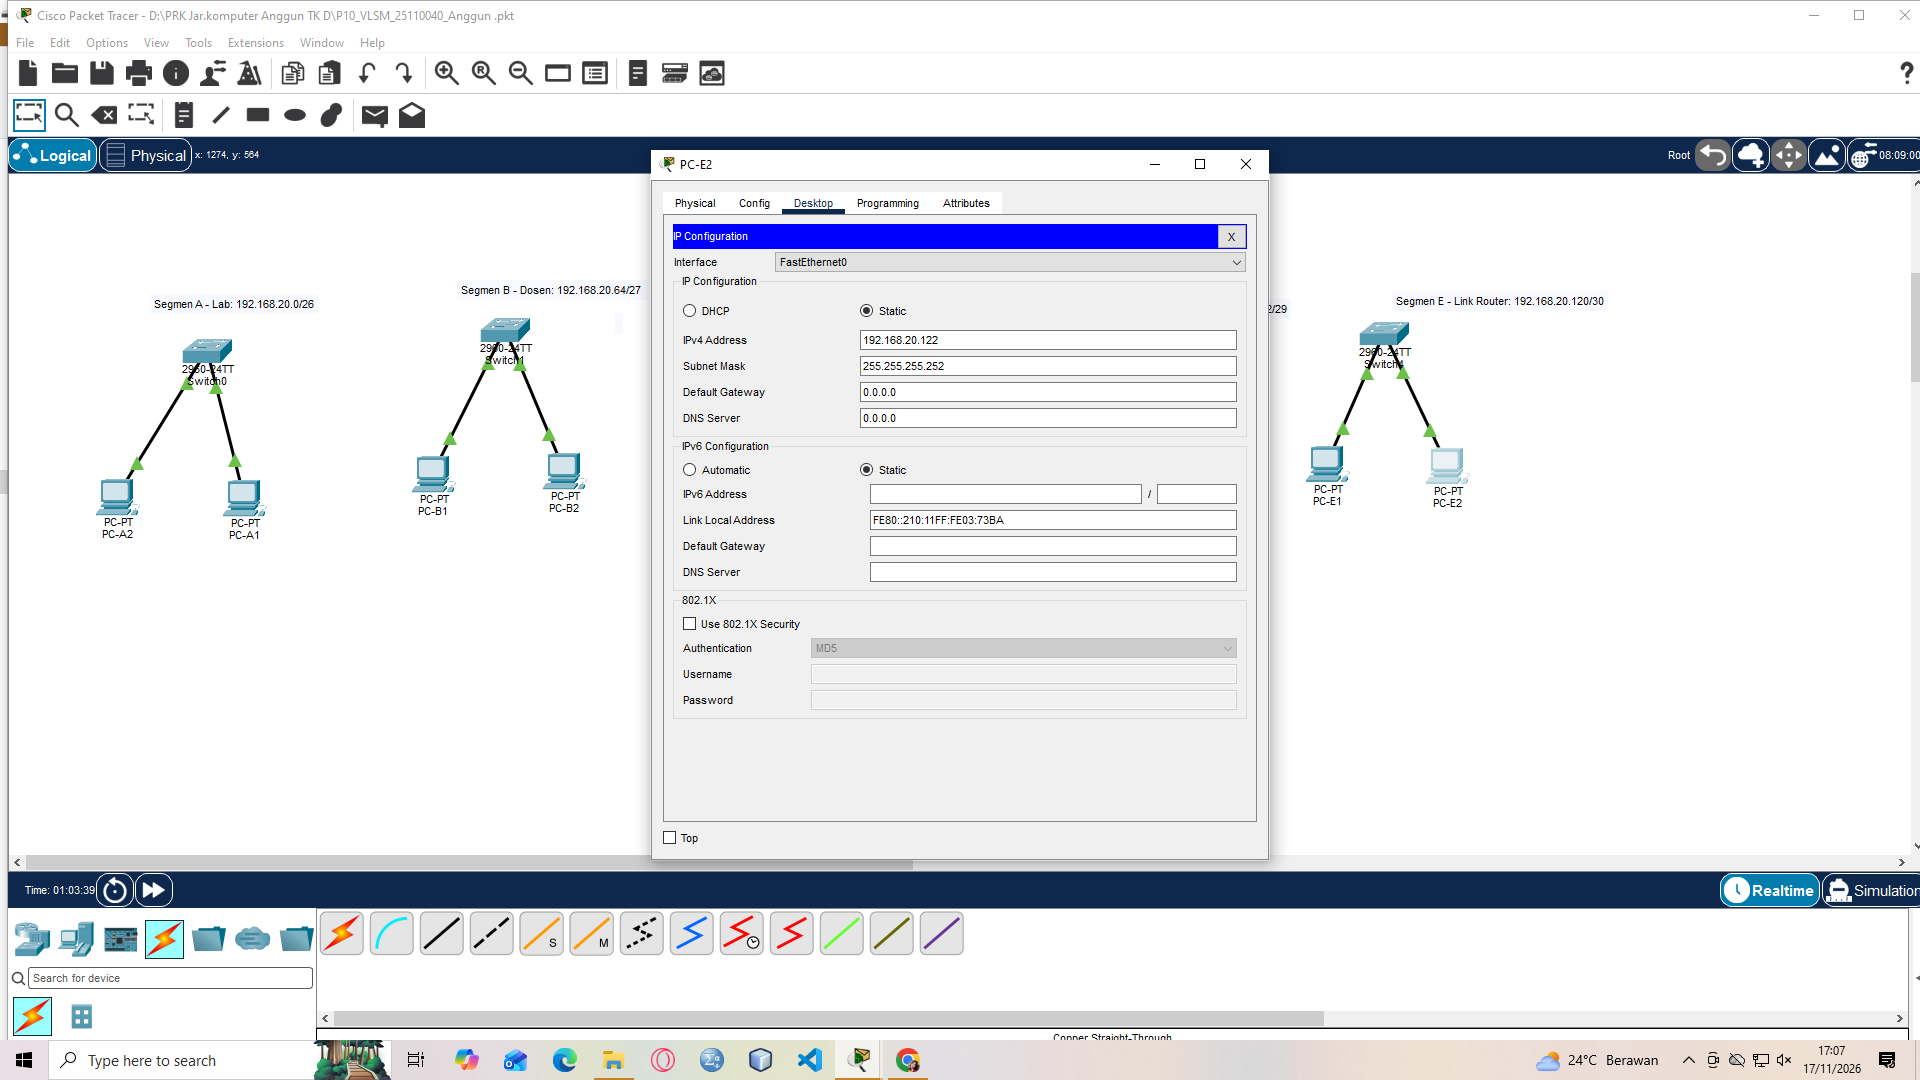 Cisco Packet Tracer - D:\PRK Jar.komputer Anggun TK D\P10_VLSM_25110040_Anggun .pkt
File Edit Options View Tools Extensions Window Help
?
Logical Physical x: 1274, y: 564
Root 08:09:00
PC-E2
Physical Config Desktop Programming Attributes
IP Configuration X
Interface FastEthernet0
IP Configuration
DHCP Static
IPv4 Address 192.168.20.122
Subnet Mask 255.255.255.252
Default Gateway 0.0.0.0
DNS Server 0.0.0.0
IPv6 Configuration
Automatic Static
IPv6 Address /
Link Local Address FE80::210:11FF:FE03:73BA
Default Gateway
DNS Server
802.1X
Use 802.1X Security
Authentication MD5
Username
Password
Top
Segmen A - Lab: 192.168.20.0/26
2960-24TT
Switch0
PC-PT
PC-A2
PC-PT
PC-A1
Segmen B - Dosen: 192.168.20.64/27
2960-24TT
Switch1
PC-PT
PC-B1
PC-PT
PC-B2
2/29
Segmen E - Link Router: 192.168.20.120/30
2960-24TT
Switch4
PC-PT
PC-E1
PC-PT
PC-E2
Time: 01:03:39
Realtime Simulation
S M
Search for device
Copper Straight-Through
Type here to search
24°C Berawan
17:07
17/11/2026